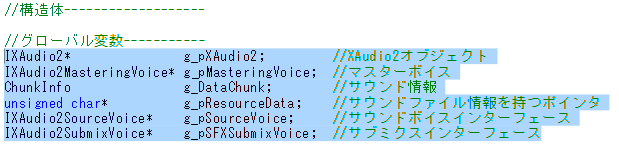 //構造体-------------------
//グローバル変数-----------
IXAudio2* g_pXAudio2; //XAudio2オブジェクト
IXAudio2MasteringVoice* g_pMasteringVoice; //マスターボイス
ChunkInfo g_DataChunk; //サウンド情報
unsigned char* g_pResourceData; //サウンドファイル情報を持つポインタ
IXAudio2SourceVoice* g_pSourceVoice; //サウンドボイスインターフェース
IXAudio2SubmixVoice* g_pSFXSubmixVoice; //サブミクスインターフェース